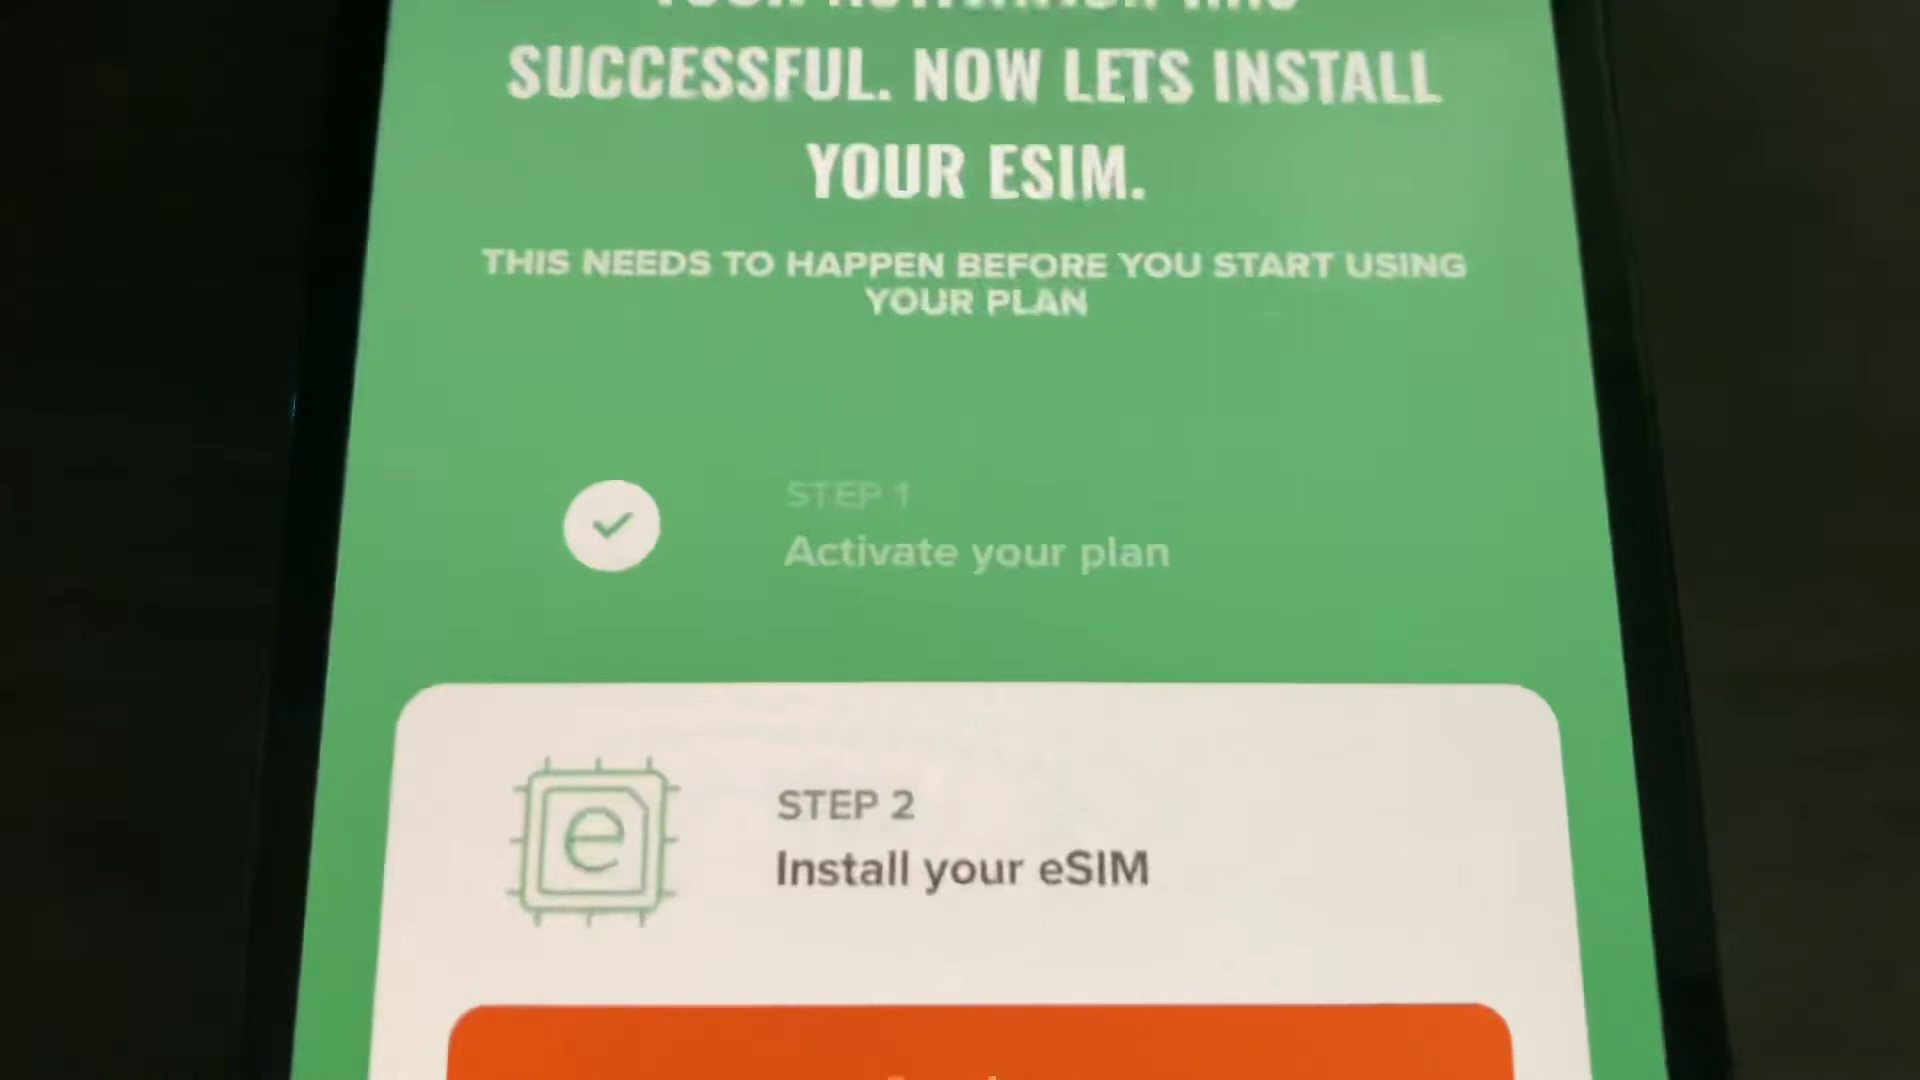 SUCCESSFUL. NOW LETS INSTALL
YOUR ESIM.
THIS NEEDS TO HAPPEN BEFORE YOU START USING
YOUR PLAN
STEP 1
Activate your plan
e
STEP 2
Install your eSIM